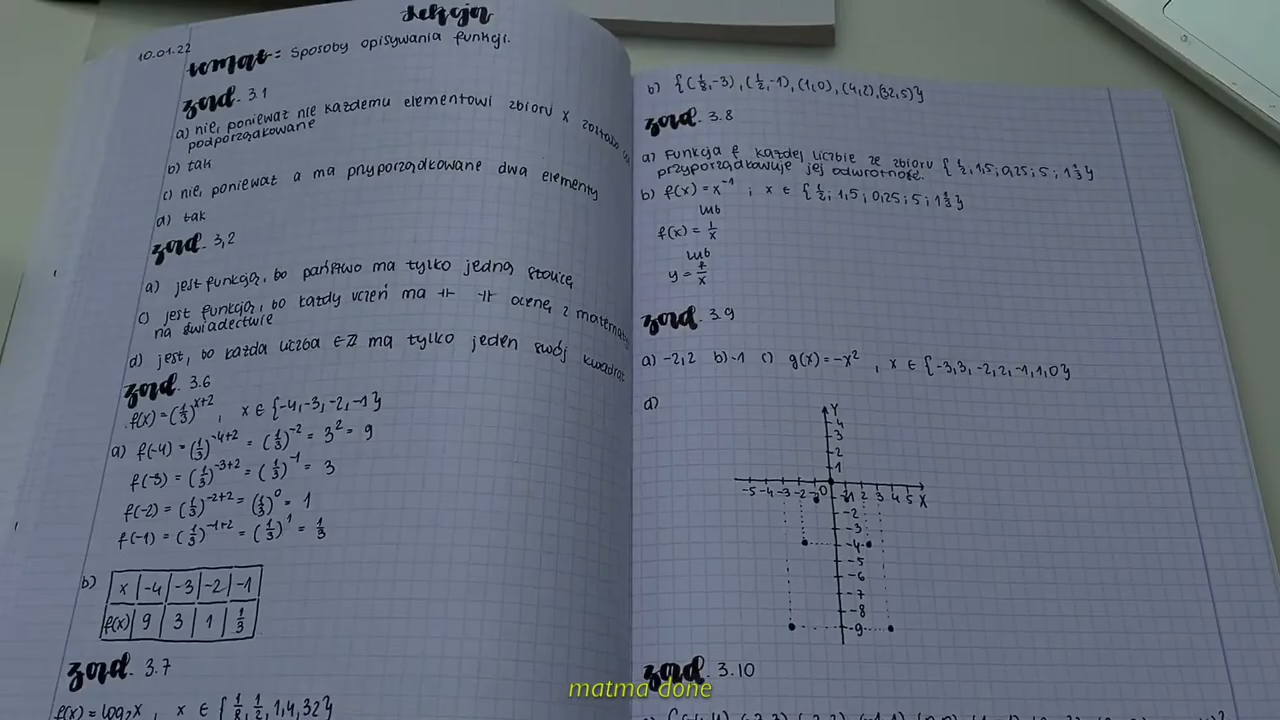 Lekcja
10.01.22
Temat: Sposoby opisywania funkcji.
Zad. 3.1
a) nie, ponieważ nie każdemu elementowi zbioru X zostało
podporządkowane
b) tak
c) nie, ponieważ a ma przyporządkowane dwa elementy
d) tak
Zad. 3,2
a) jest funkcją, bo państwo ma tylko jedną stolicę
c) jest funkcją, bo każdy uczeń ma -||- -||- ocenę z
na świadectwie
d) jest, bo każda liczba ∈ Z ma tylko jeden swój kwadrat
Zad. 3.6
f(x) = (1/3)^x+2 , x ∈ {-4,-3,-2,-1}
a) f(-4) = (1/3)^-4+2 = (1/3)^-2 = 3^2 = 9
f(-3) = (1/3)^-3+2 = (1/3)^-1 = 3
f(-2) = (1/3)^-2+2 = (1/3)^0 = 1
f(-1) = (1/3)^-1+2 = (1/3)^1 = 1/3
b) x -4 -3 -2 -1
f(x) 9 3 1 1/3
Zad. 3.7
f(x) = log₂x , x ∈ {1/8, 1/2, 1, 4, 32}
b) {(1/8,-3), (1/2,-1), (1,0), (4,2), (32,5)}
Zad. 3.8
a) Funkcja f każdej liczbie ze zbioru {1/2, 1,5; 0,25; 5; 1 1/3}
przyporządkowuje jej odwrotność.
b) f(x) = x^-1 ; x ∈ {1/2; 1,5; 0,25; 5; 1 1/3}
lub
f(x) = 1/x
lub
y = 1/x
Zad. 3.9
a) -2,2 b) -1 c) g(x) = -x² , x ∈ {-3,3,-2,2,-1,1,0}
d)
Y
4
3
2
1
-5 -4 -3 -2 0 1 2 3 4 5 X
-2
-3
-4
-5
-6
-7
-8
-9
Zad. 3.10
matma done